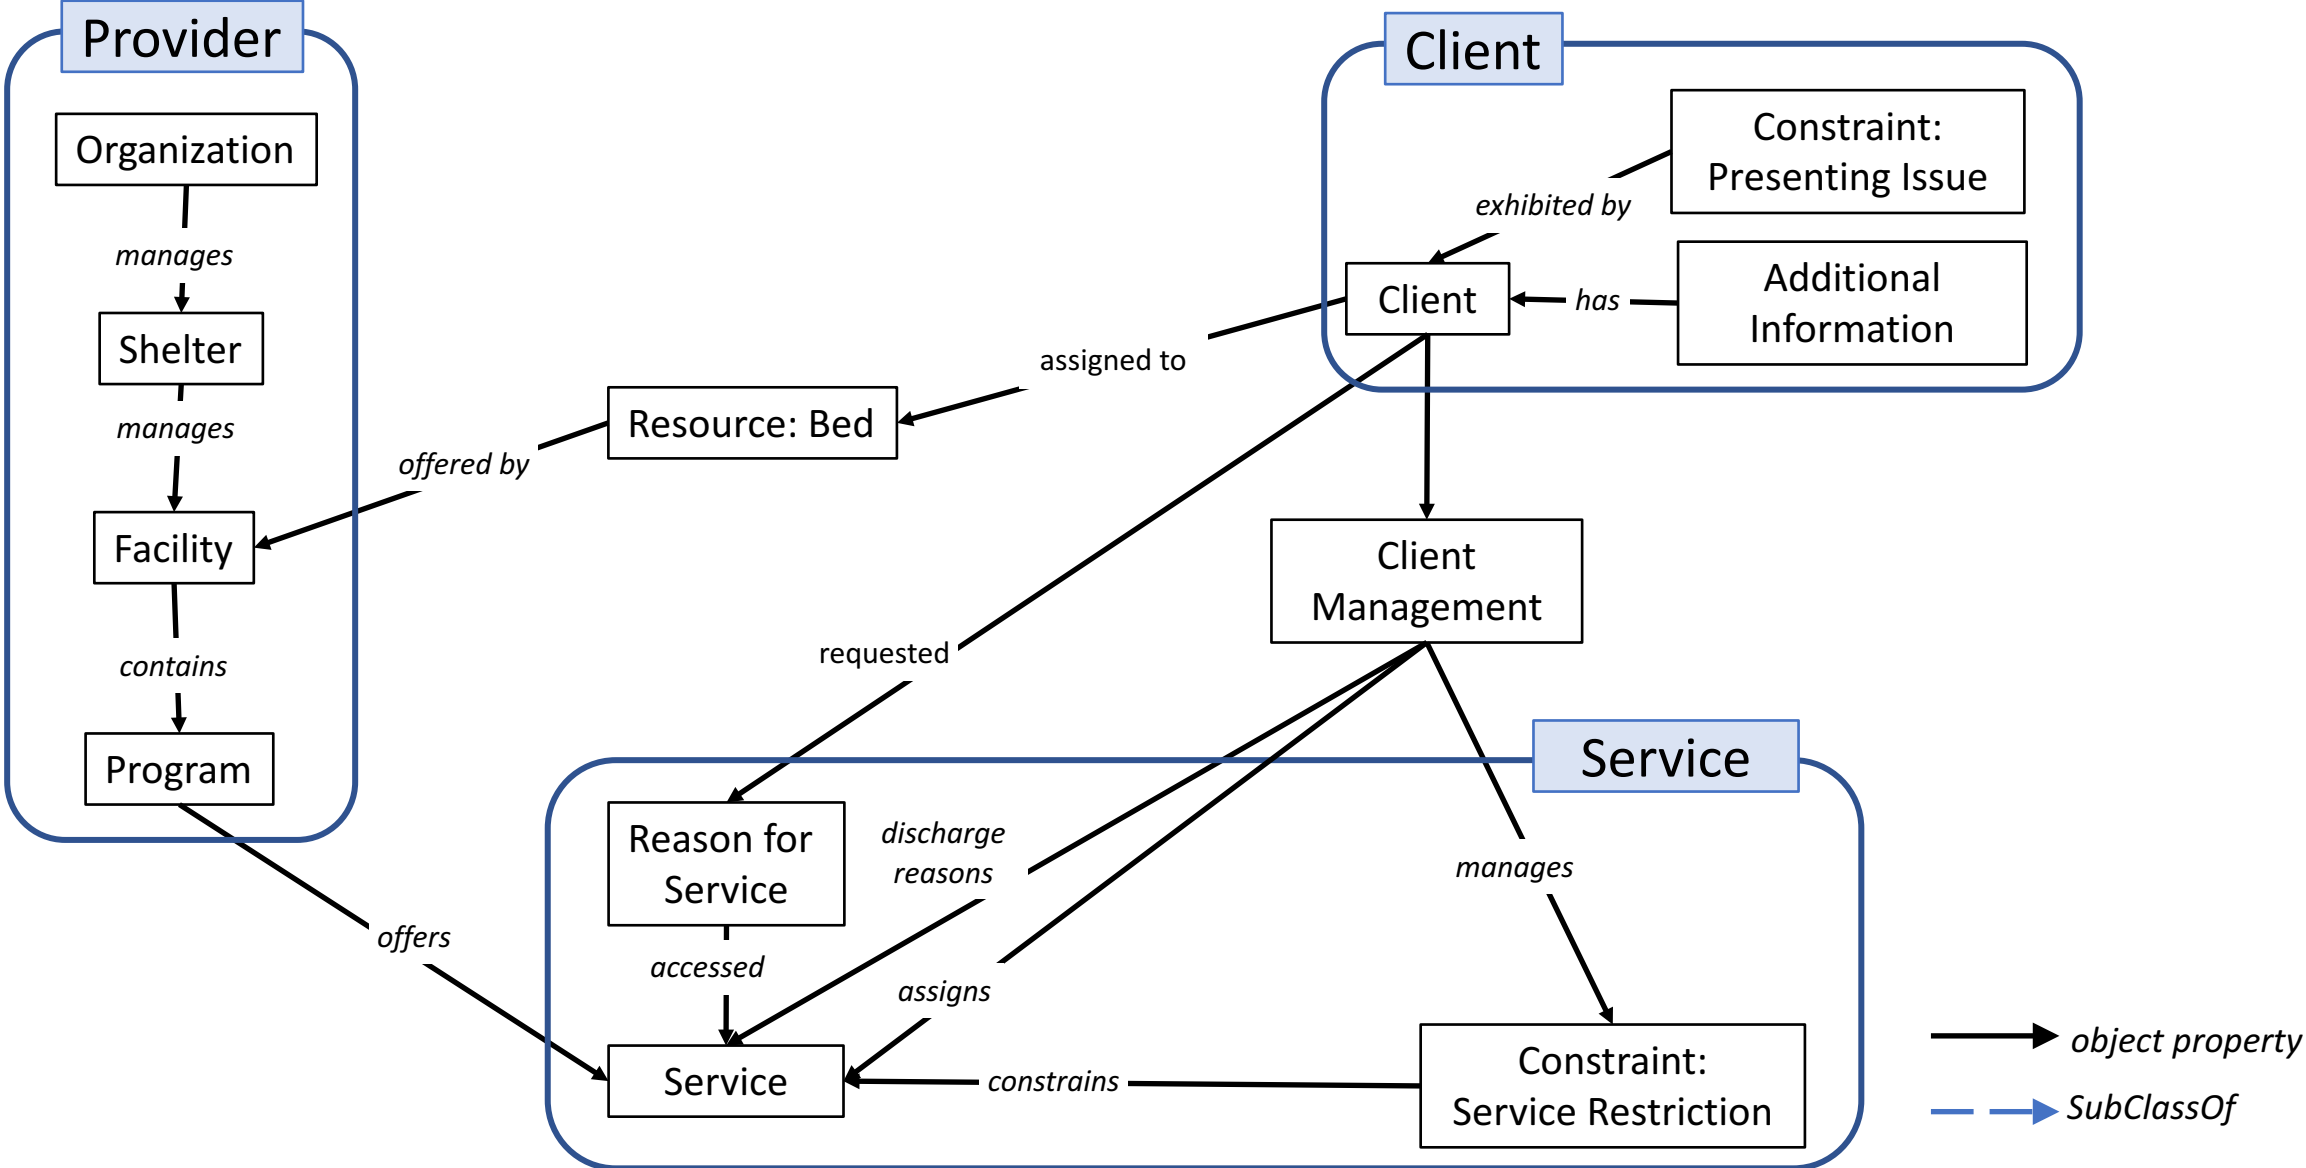 Provider
Organization
manages
Shelter
manages
Facility
contains
Program
offers
offered by
Resource: Bed
assigned to
Client
Constraint:
Presenting Issue
exhibited by
Client
has
Additional
Information
Client
Management
requested
Service
Reason for
Service
discharge
reasons
manages
accessed
assigns
Service
constrains
Constraint:
Service Restriction
object property
SubClassOf